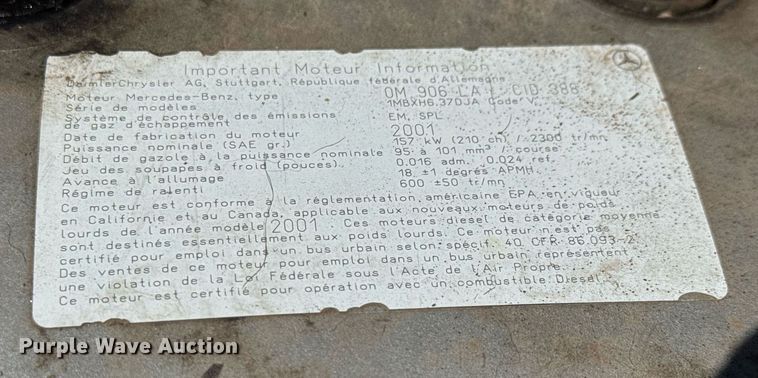 Important Moteur Information
DaimlerChrysler AG, Stuttgart, République fédérale d'Allemagne
Moteur Mercedes-Benz, type OM 906 LA / CID 388
Série de modèles 1MBXH6.37DJA Code: V
Système de contrôle des émissions
de gaz d'échappement EM, SPL
Date de fabrication du moteur 2001
Puissance nominale (SAE gr.) 157 kW (210 ch) / 2300 tr/mn
Débit de gazole à la puissance nominale 95 à 101 mm³ / course
Jeu des soupapes à froid (pouces) 0.016 adm. 0.024 ref.
Avance à l'allumage 18 ±1 degrés APMH
Régime de ralenti 600 ±50 tr/mn
Ce moteur est conforme à la réglementation américaine EPA en vigueur
en Californie et au Canada, applicable aux nouveaux moteurs de poids
lourds de l'année modèle 2001. Ces moteurs diesel de catégorie moyenne
sont destinés essentiellement aux poids lourds. Ce moteur n'est pas
certifié pour emploi dans un bus urbain selon spécif. 40 CFR 86.093-2.
Des ventes de ce moteur pour emploi dans un bus urbain représentent
une violation de la Loi Fédérale sous l'Acte de l'Air Propre.
Ce moteur est certifié pour opération avec un combustible Diesel.
Purple Wave Auction